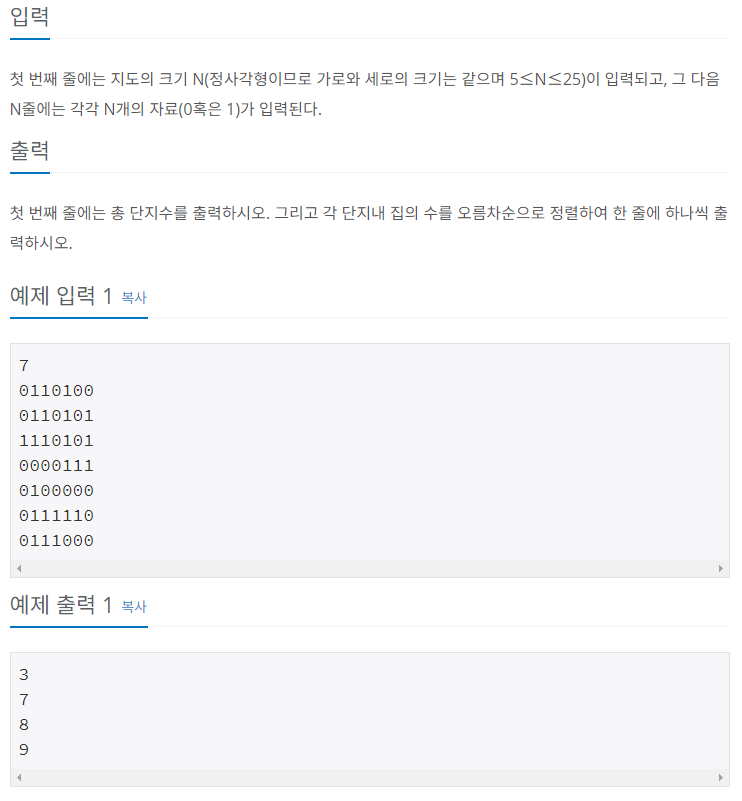 입력
첫 번째 줄에는 지도의 크기 N(정사각형이므로 가로와 세로의 크기는 같으며 5≤N≤25)이 입력되고, 그 다음
N줄에는 각각 N개의 자료(0혹은 1)가 입력된다.
출력
첫 번째 줄에는 총 단지수를 출력하시오. 그리고 각 단지내 집의 수를 오름차순으로 정렬하여 한 줄에 하나씩 출
력하시오.
예제 입력 1 복사
7
0110100
0110101
1110101
0000111
0100000
0111110
0111000
예제 출력 1 복사
3
7
8
9